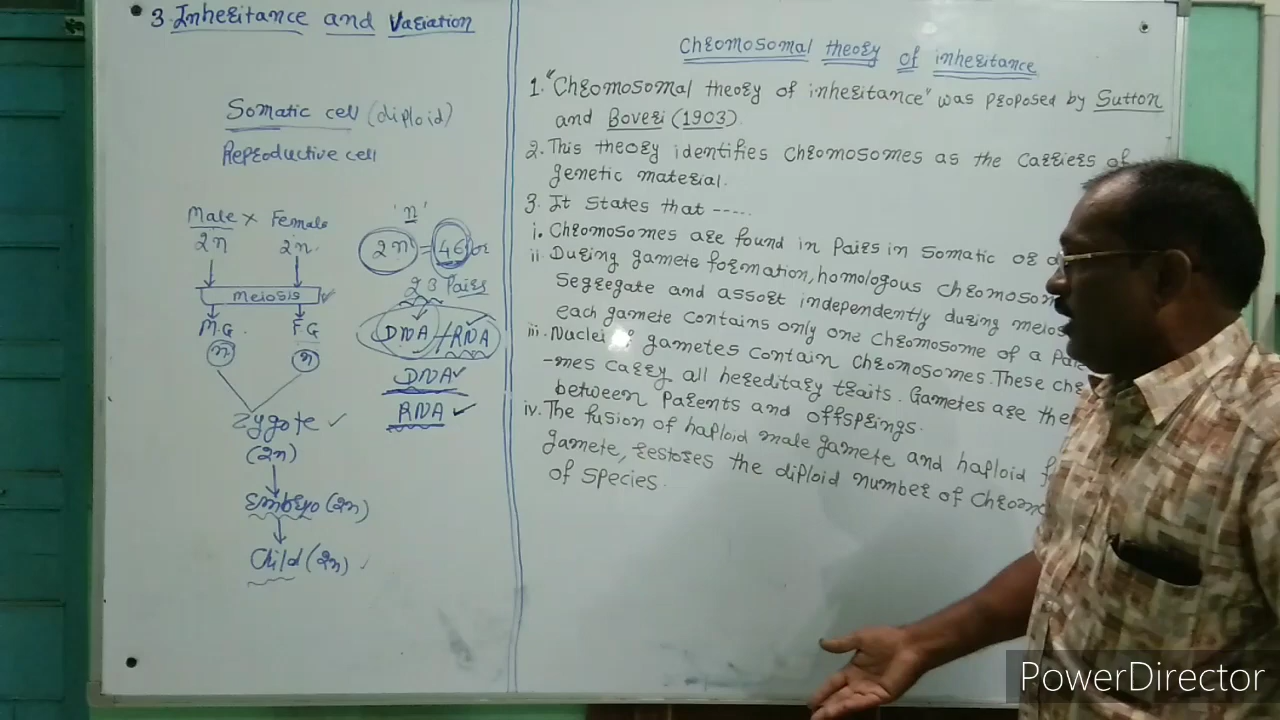 3. Inheritance and Variation
Somatic cell (diploid)
Reproductive cell
Male × Female
2n 2n
meiosis
M.G. F.G
n n
Zygote
(2n)
Embryo (2n)
Child (2n)
'n'
2n = 46 or
23 Pairs
DNA + RNA
DNA
RNA
Chromosomal theory of inheritance
1. "Chromosomal theory of inheritance" was proposed by Sutton
and Boveri (1903).
2. This theory identifies chromosomes as the carriers of
genetic material.
3. It States that -----
i. Chromosomes are found in Pairs in Somatic or
ii. During gamete formation, homologous
Segregate and assort independently during
each gamete contains only one chromosome of a
iii. Nuclei gametes contain chromosomes. These
-mes carry all hereditary traits. Gametes are the
between Parents and offsprings.
iv. The fusion of haploid male gamete and haploid
gamete, restores the diploid number of
of species.
PowerDirector